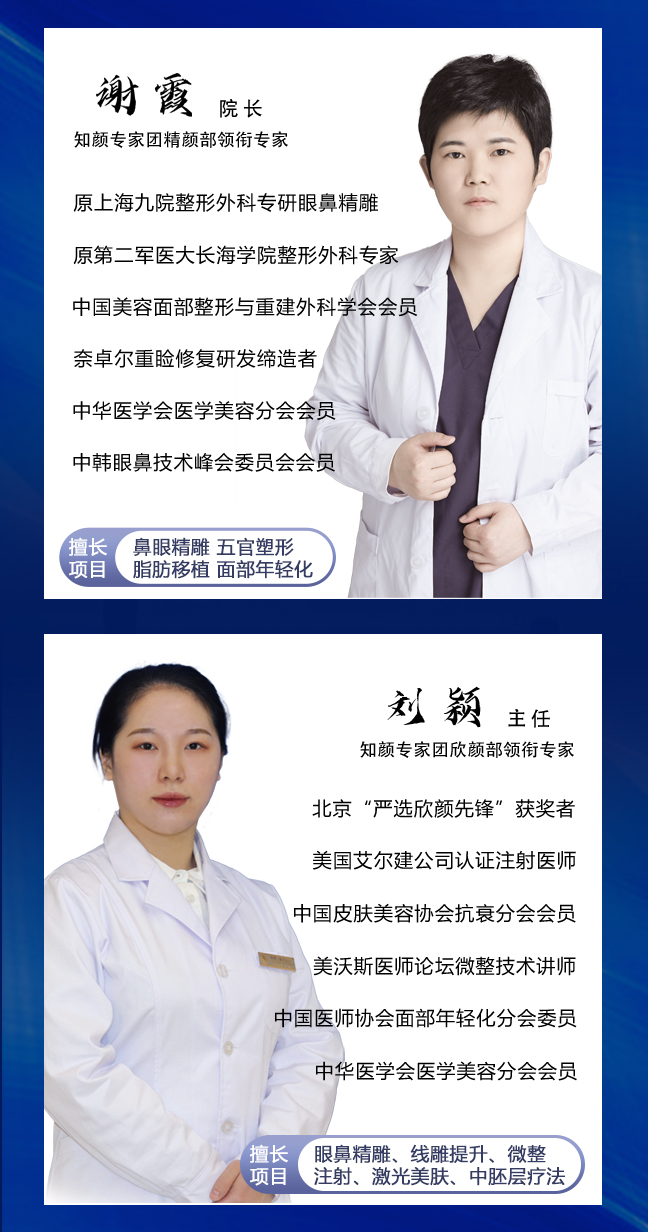 谢霞 院长
知颜专家团精颜部领衔专家
原上海九院整形外科专研眼鼻精雕
原第二军医大长海学院整形外科专家
中国美容面部整形与重建外科学会会员
奈卓尔重睑修复研发缔造者
中华医学会医学美容分会会员
中韩眼鼻技术峰会委员会会员
擅长项目
鼻眼精雕 五官塑形
脂肪移植 面部年轻化
刘颖 主任
知颜专家团欣颜部领衔专家
北京“严选欣颜先锋”获奖者
美国艾尔建公司认证注射医师
中国皮肤美容协会抗衰分会会员
美沃斯医师论坛微整技术讲师
中国医师协会面部年轻化分会委员
中华医学会医学美容分会会员
擅长项目
眼鼻精雕、线雕提升、微整
注射、激光美肤、中胚层疗法